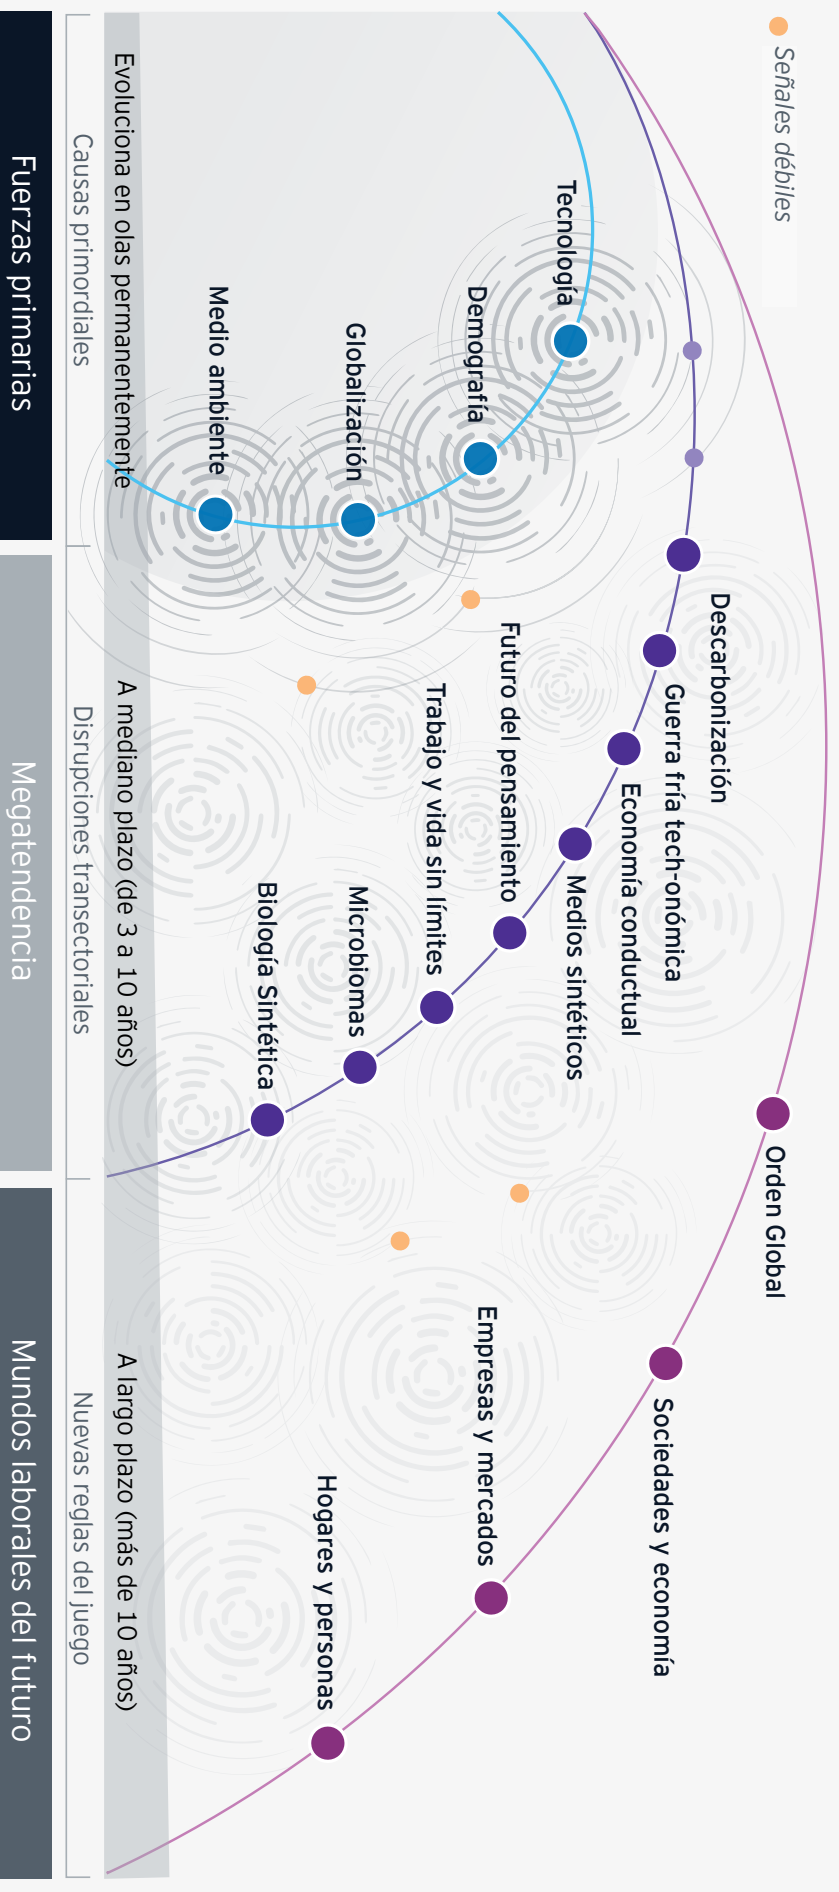 Señales débiles
Tecnología
Demografía
Globalización
Medio ambiente
Descarbonización
Guerra fría tech-onómica
Economía conductual
Medios sintéticos
Futuro del pensamiento
Trabajo y vida sin límites
Microbiomas
Biología Sintética
Orden Global
Sociedades y economía
Empresas y mercados
Hogares y personas
Evoluciona en olas permanentemente
A mediano plazo (de 3 a 10 años)
A largo plazo (más de 10 años)
Causas primordiales
Disrupciones transectoriales
Nuevas reglas del juego
Fuerzas primarias
Megatendencia
Mundos laborales del futuro